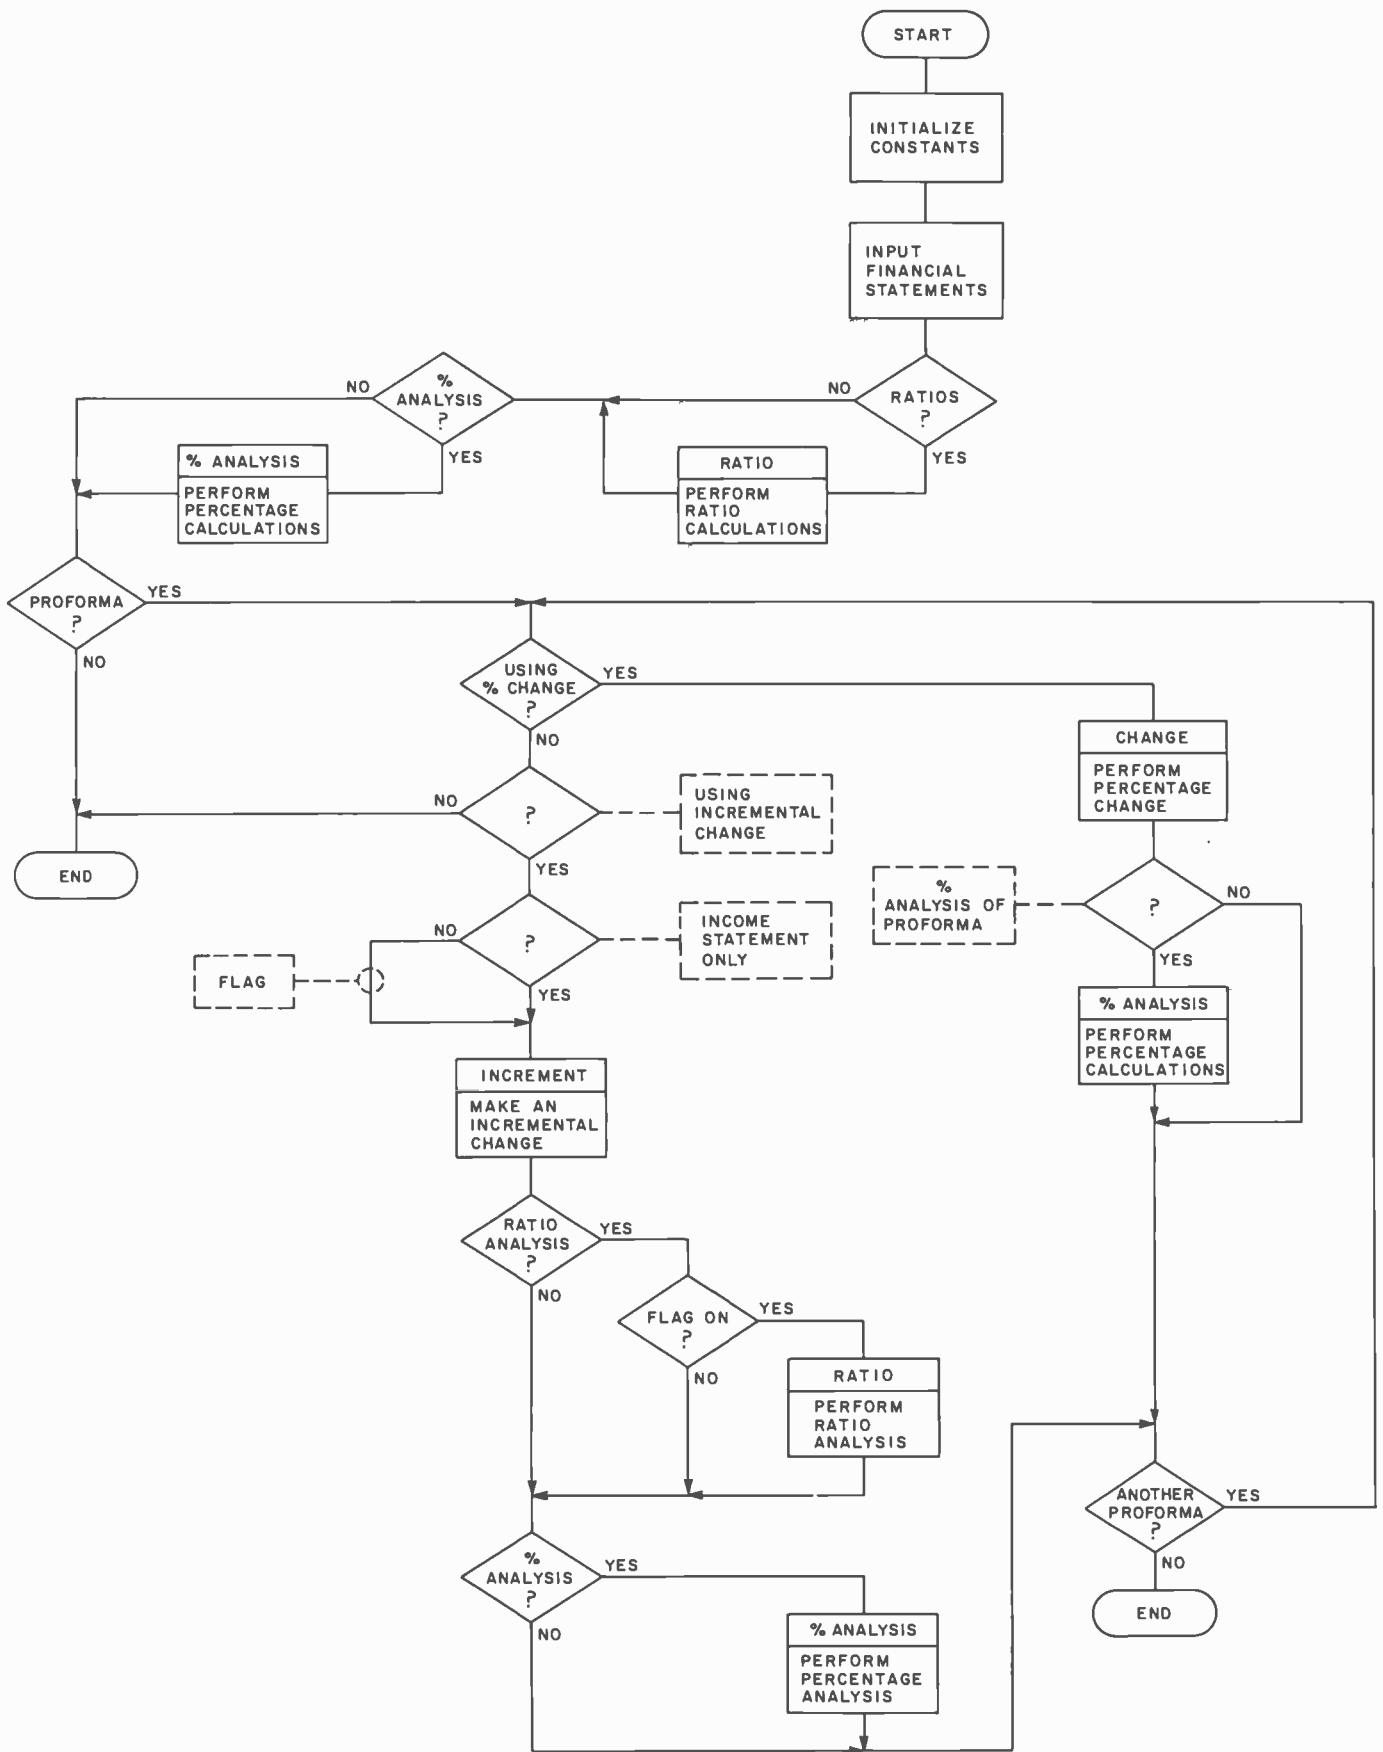 START
INITIALIZE
CONSTANTS
INPUT
FINANCIAL
STATEMENTS
RATIOS
?
NO
YES
RATIO
PERFORM
RATIO
CALCULATIONS
%
ANALYSIS
?
NO
YES
% ANALYSIS
PERFORM
PERCENTAGE
CALCULATIONS
PROFORMA
?
YES
NO
END
USING
% CHANGE
?
YES
NO
?
NO
YES
USING
INCREMENTAL
CHANGE
?
NO
YES
INCOME
STATEMENT
ONLY
FLAG
INCREMENT
MAKE AN
INCREMENTAL
CHANGE
RATIO
ANALYSIS
?
YES
NO
FLAG ON
?
YES
NO
RATIO
PERFORM
RATIO
ANALYSIS
%
ANALYSIS
?
YES
NO
% ANALYSIS
PERFORM
PERCENTAGE
ANALYSIS
CHANGE
PERFORM
PERCENTAGE
CHANGE
%
ANALYSIS OF
PROFORMA
?
NO
YES
% ANALYSIS
PERFORM
PERCENTAGE
CALCULATIONS
ANOTHER
PROFORMA
?
YES
NO
END